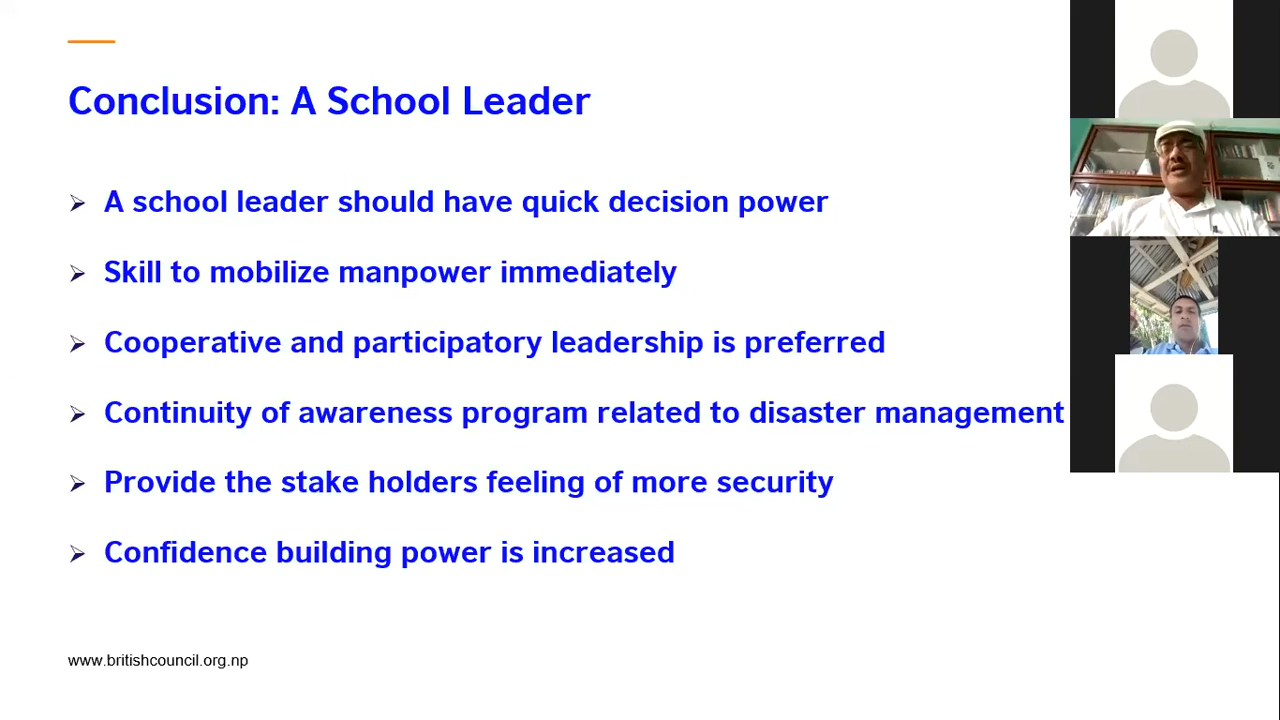 Conclusion: A School Leader
A school leader should have quick decision power
Skill to mobilize manpower immediately
Cooperative and participatory leadership is preferred
Continuity of awareness program related to disaster management
Provide the stake holders feeling of more security
Confidence building power is increased
www.britishcouncil.org.np